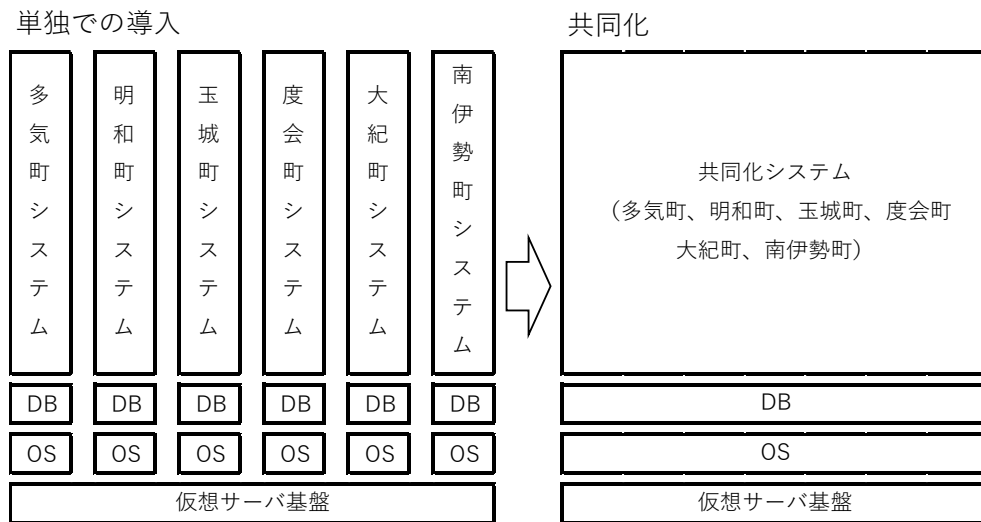 単独での導入
多気町システム
明和町システム
玉城町システム
度会町システム
大紀町システム
南伊勢町システム
DB
DB
DB
DB
DB
DB
OS
OS
OS
OS
OS
OS
仮想サーバ基盤
共同化
共同化システム
（多気町、明和町、玉城町、度会町
大紀町、南伊勢町）
DB
OS
仮想サーバ基盤